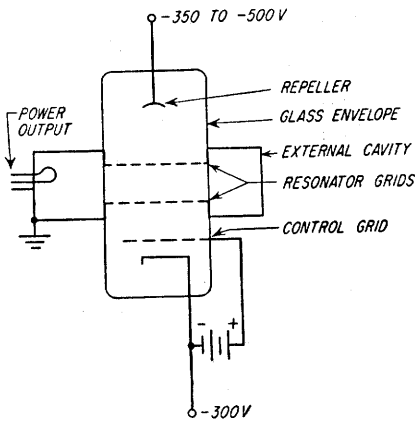 -350 TO -500V
REPELLER
GLASS ENVELOPE
POWER
OUTPUT
EXTERNAL CAVITY
RESONATOR GRIDS
CONTROL GRID
- +
-300V